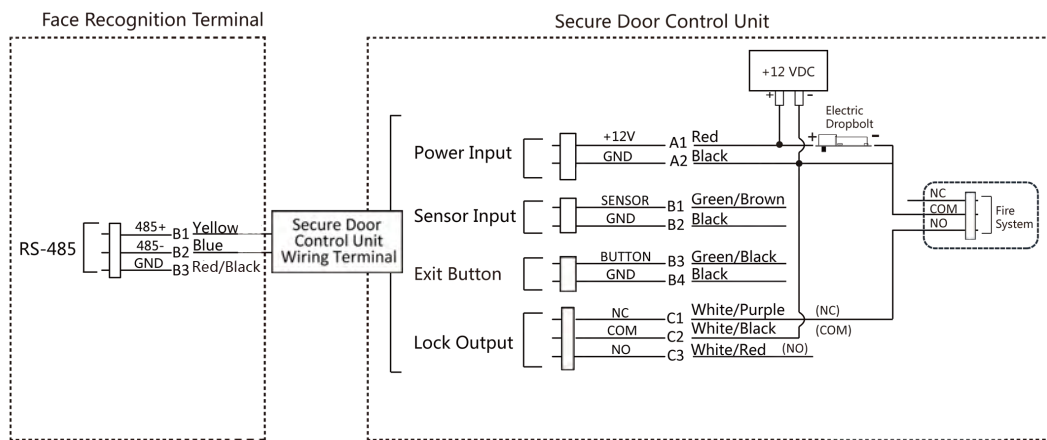 Face Recognition Terminal
Secure Door Control Unit
+12 VDC
+ -
Electric
Dropbolt
+ -
Power Input
+12V A1 Red
GND A2 Black
Sensor Input
SENSOR B1 Green/Brown
GND B2 Black
NC
COM
NO
Fire
System
RS-485
485+ B1 Yellow
485- B2 Blue
GND B3 Red/Black
Secure Door
Control Unit
Wiring Terminal
Exit Button
BUTTON B3 Green/Black
GND B4 Black
Lock Output
NC C1 White/Purple (NC)
COM C2 White/Black (COM)
NO C3 White/Red (NO)